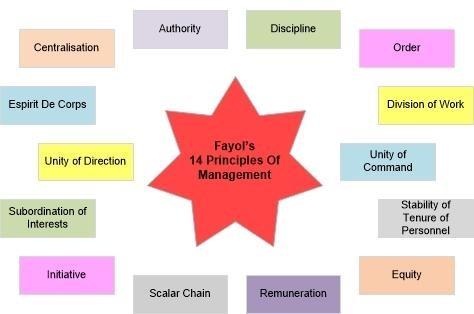 Authority
Discipline
Centralisation
Order
Espirit De Corps
Division of Work
Fayol's
14 Principles Of
Management
Unity of Direction
Unity of
Command
Subordination of
Interests
Stability of
Tenure of
Personnel
Initiative
Equity
Scalar Chain
Remuneration